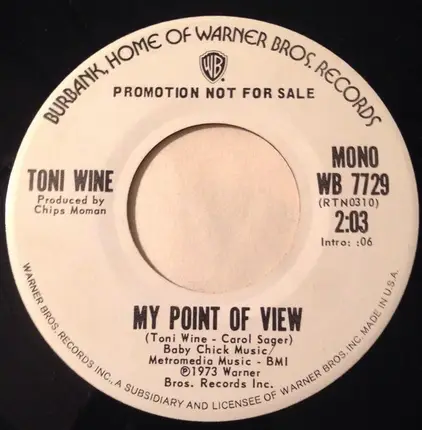 BURBANK, HOME OF WARNER BROS. RECORDS
WB
PROMOTION NOT FOR SALE
TONI WINE
Produced by
Chips Moman
MONO
WB 7729
(RTN0310)
2:03
Intro: :06
MY POINT OF VIEW
(Toni Wine - Carol Sager)
Baby Chick Music/
Metromedia Music - BMI
℗1973 Warner
Bros. Records Inc.
WARNER BROS. RECORDS INC., A SUBSIDIARY AND LICENSEE OF WARNER BROS. INC. MADE IN U.S.A.